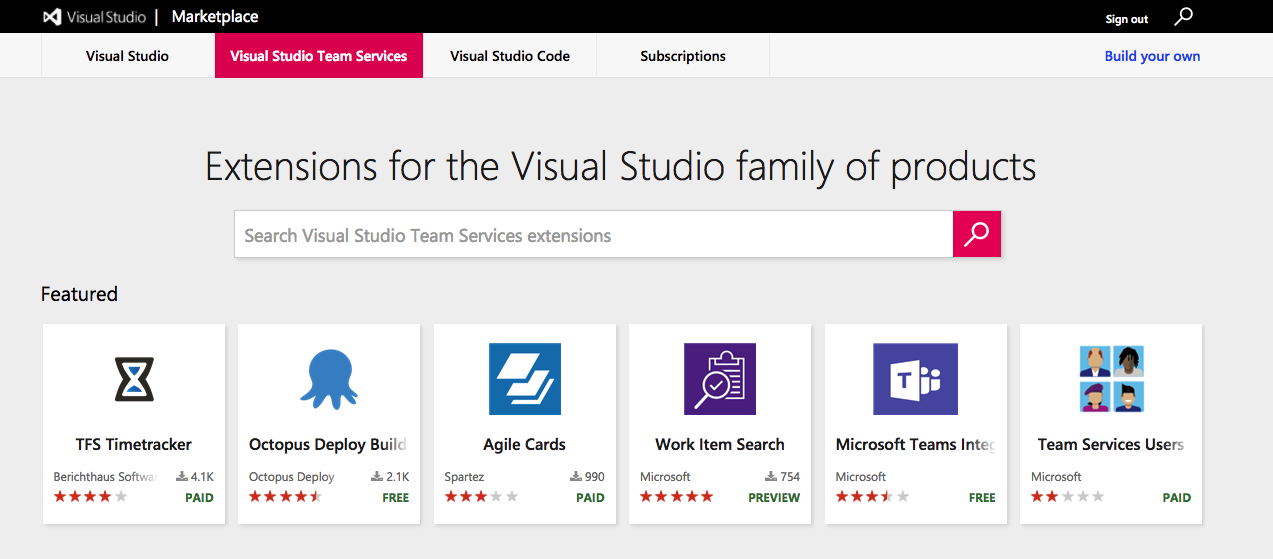 Visual Studio | Marketplace
Sign out
Visual Studio
Visual Studio Team Services
Visual Studio Code
Subscriptions
Build your own
Extensions for the Visual Studio family of products
Search Visual Studio Team Services extensions
Featured
TFS Timetracker
Berichthaus Softwa
4.1K
PAID
Octopus Deploy Build
Octopus Deploy
2.1K
FREE
Agile Cards
Spartez
990
PAID
Work Item Search
Microsoft
754
PREVIEW
T
Microsoft Teams Integ
Microsoft
FREE
Team Services Users
Microsoft
PAID